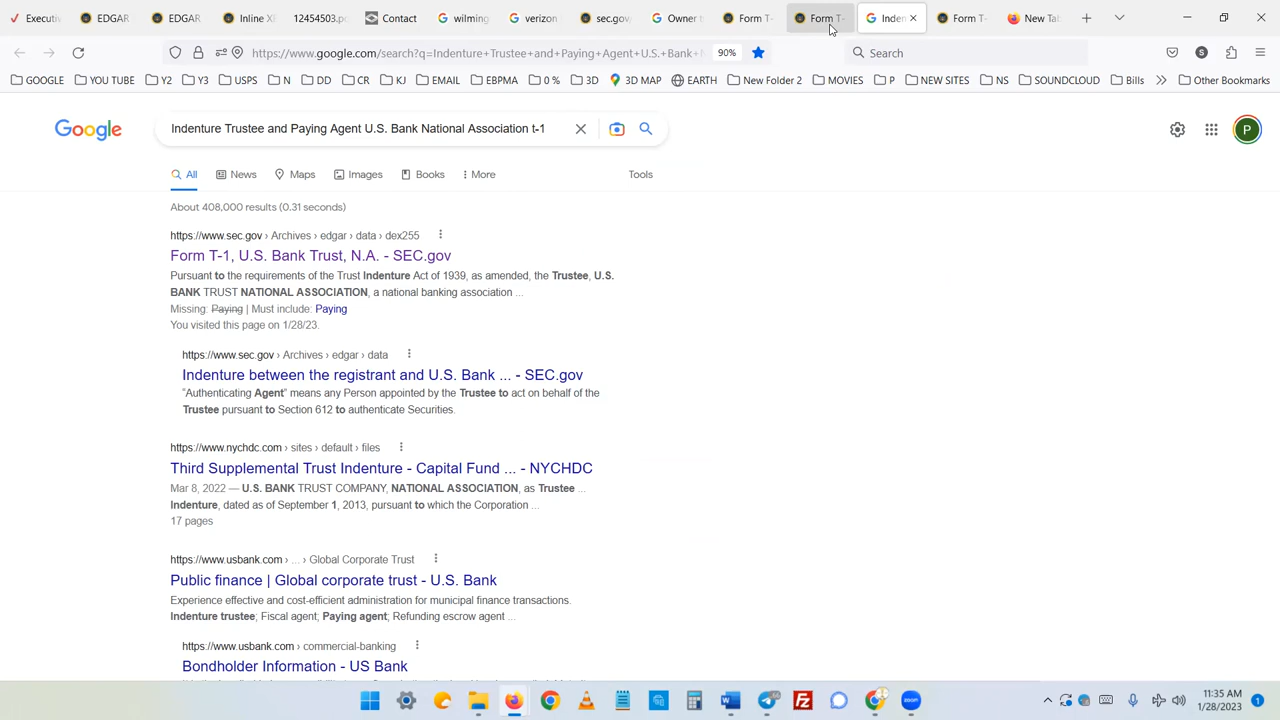 Executi EDGAR EDGAR Inline XI 12454503.p Contact wilming verizon sec.gov Owner t Form T- Form T- Inden Form T- New Tab
https://www.google.com/search?q=Indenture+Trustee+and+Paying+Agent+U.S.+Bank+ 90% Search
GOOGLE YOU TUBE Y2 Y3 USPS N DD CR KJ EMAIL EBPMA 0 % 3D 3D MAP EARTH New Folder 2 MOVIES P NEW SITES NS SOUNDCLOUD Bills Other Bookmarks
Google Indenture Trustee and Paying Agent U.S. Bank National Association t-1 P
All News Maps Images Books More Tools
About 408,000 results (0.31 seconds)
https://www.sec.gov › Archives › edgar › data › dex255
Form T-1, U.S. Bank Trust, N.A. - SEC.gov
Pursuant to the requirements of the Trust Indenture Act of 1939, as amended, the Trustee, U.S.
BANK TRUST NATIONAL ASSOCIATION, a national banking association ...
Missing: Paying | Must include: Paying
You visited this page on 1/28/23.
https://www.sec.gov › Archives › edgar › data
Indenture between the registrant and U.S. Bank ... - SEC.gov
“Authenticating Agent” means any Person appointed by the Trustee to act on behalf of the
Trustee pursuant to Section 612 to authenticate Securities.
https://www.nychdc.com › sites › default › files
Third Supplemental Trust Indenture - Capital Fund ... - NYCHDC
Mar 8, 2022 — U.S. BANK TRUST COMPANY, NATIONAL ASSOCIATION, as Trustee ...
Indenture, dated as of September 1, 2013, pursuant to which the Corporation ...
17 pages
https://www.usbank.com › ... › Global Corporate Trust
Public finance | Global corporate trust - U.S. Bank
Experience effective and cost-efficient administration for municipal finance transactions.
Indenture trustee; Fiscal agent; Paying agent; Refunding escrow agent ...
https://www.usbank.com › commercial-banking
Bondholder Information - US Bank
11:35 AM
1/28/2023